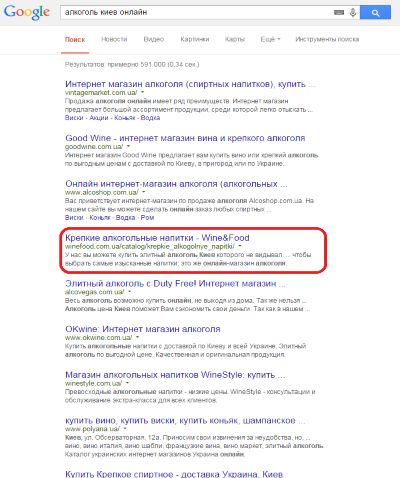 Google
алкоголь киев онлайн
Поиск Новости Видео Картинки Карты Ещё Инструменты поиска
Результатов: примерно 591 000 (0,34 сек.)
Интернет магазин алкоголя (спиртных напитков), купить ...
vintagemarket.com.ua/
Продажа алкоголя онлайн имеет ряд преимуществ. Интернет магазин
предлагает большой ассортимент продукции, среди которой легко отыскать ...
Виски - Акции - Коньяк - Водка
Good Wine - интернет магазин вина и крепкого алкоголя
goodwine.com.ua/
Интернет магазин Good Wine предлагает вам купить вино или крепкий алкоголь
по выгодным ценам с доставкой по Киеву, в пригород или по Украине.
Онлайн интернет-магазин алкоголя (алкогольных ...
www.alcoshop.com.ua/
Вас приветствует интернет-магазин по продаже алкоголя Alcoshop.com.ua. На
нашем сайте вы можете сделать онлайн заказ любых спиртных ...
Виски - Коньяк - Водка - Ром
Крепкие алкогольные напитки - Wine&Food
winefood.com.ua/catalog/krepkie_alkogolnye_napitki/
У нас вы можете купить элитный алкоголь Киев которого не видывал. ... чтобы
выбрать самые изысканные напитки: это же онлайн-магазин алкоголя.
Элитный алкоголь с Duty Free! Интернет магазин ...
alcovegas.com.ua/
Весь алкоголь возможно купить онлайн, не выходя из дома. Так же нельзя ...
Алкоголь цена Киев поможет Вам сэкономить свои деньги. Так как в нашем ...
OKwine: Интернет магазин алкоголя
www.okwine.com.ua/
Купить алкогольные напитки с доставкой по Киеву и всей Украине. Элитный
алкоголь по выгодной цене. Качественная и оригинальная продукция.
Магазин алкогольных напитков WineStyle: купить ...
winestyle.com.ua/
Превосходные алкогольные напитки - низкие цены. WineStyle - консультации и
обслуживание экстра-класса для всех клиентов.
купить вино, купить виски, купить коньяк, шампанское ...
www.polyana.ua/
Киев, ул. Обсерваторная, 12а. Приносим свои извинения за неудобства, но, ...
вино, вино италия, вино шабли, французские вина, вино маркет, элитный алкоголь.
Каталог украинских интернет магазинов Украина онлайн.
Купить Крепкое спиртное - доставка Украина, Киев